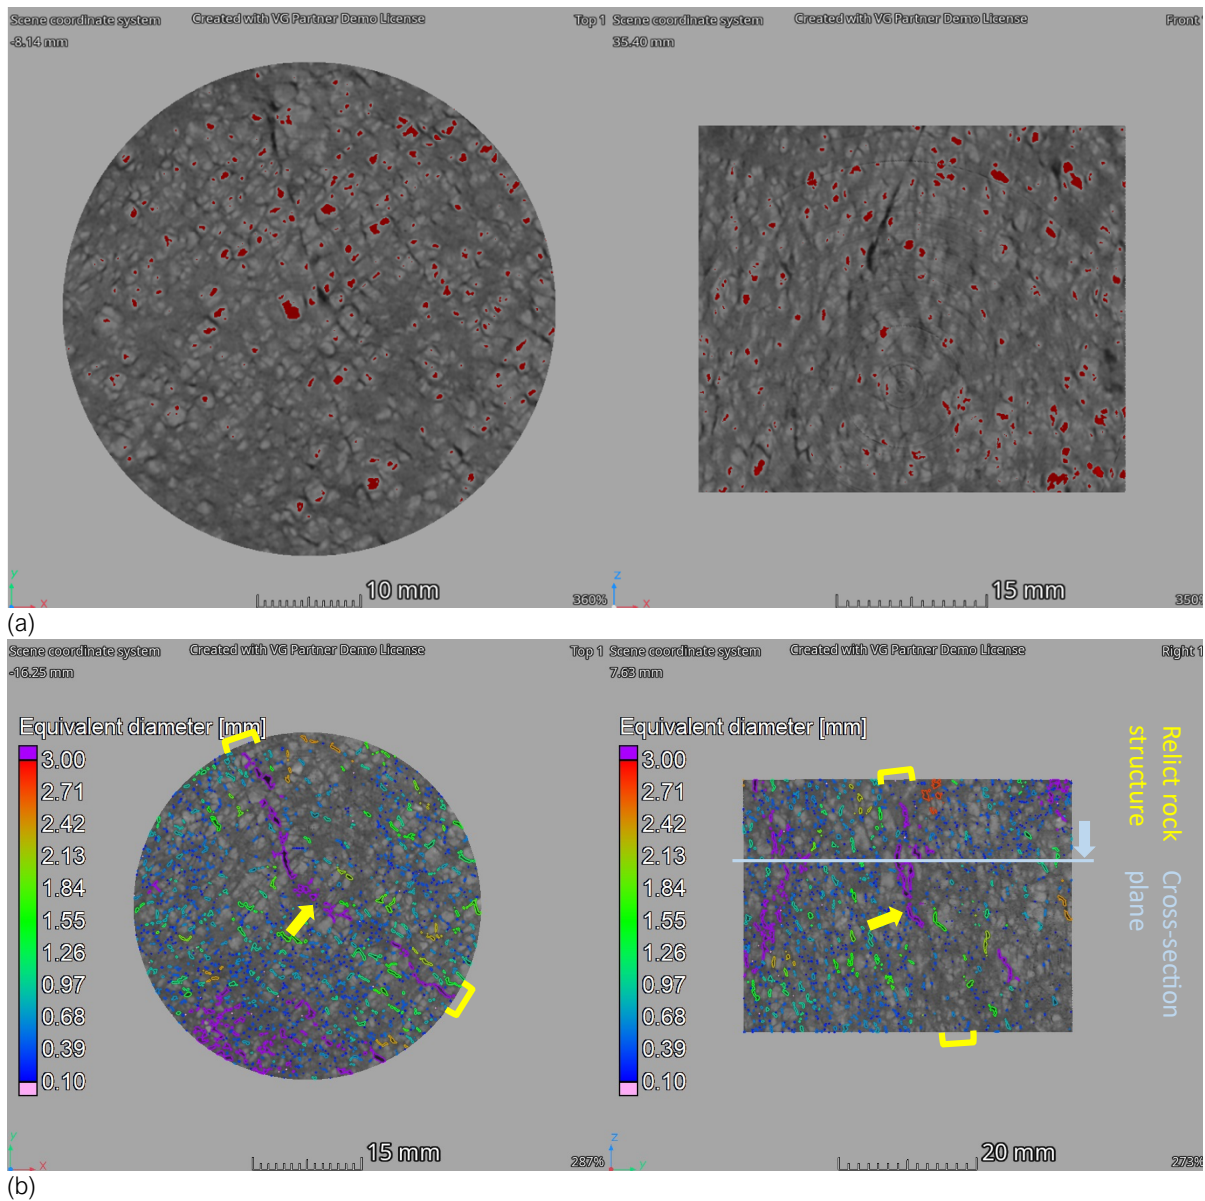 Scene coordinate system
Created with VG Partner Demo License
Top 1
-8.14 mm
Scene coordinate system
Created with VG Partner Demo License
Front
35.40 mm
Y
X
10 mm
360%
Z
X
15 mm
350%
(a)
Scene coordinate system
Created with VG Partner Demo License
Top 1
-16.25 mm
Scene coordinate system
Created with VG Partner Demo License
Right 1
7.63 mm
Equivalent diameter [mm]
3.00
2.71
2.42
2.13
1.84
1.55
1.26
0.97
0.68
0.39
0.10
Equivalent diameter [mm]
3.00
2.71
2.42
2.13
1.84
1.55
1.26
0.97
0.68
0.39
0.10
Relict rock
structure
Cross-section
plane
Y
X
15 mm
287%
Z
Y
20 mm
273%
(b)